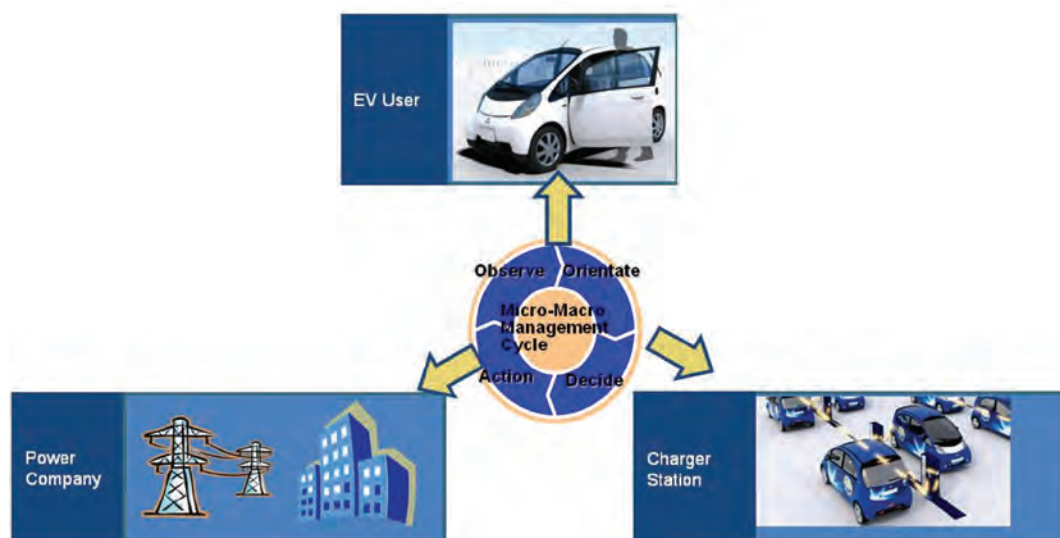 EV User
Observe Orientate
Micro-Macro
Management
Cycle
Action Decide
Power
Company
Charger
Station